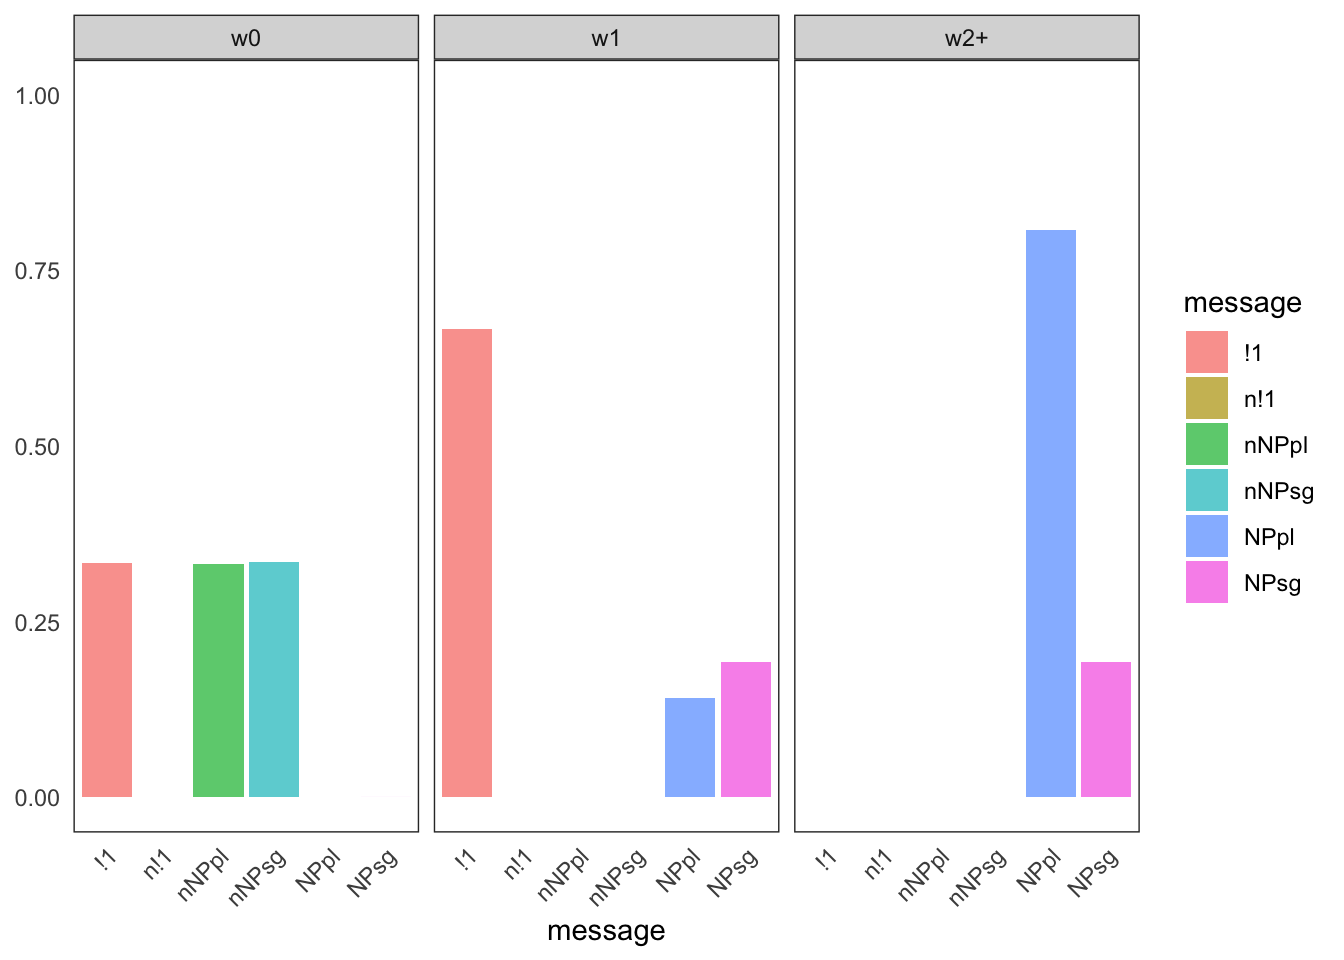 w0 w1 w2+
1.00
0.75
0.50
0.25
0.00
!1 n!1 nNPpl nNPsg NPpl NPsg !1 n!1 nNPpl nNPsg NPpl NPsg !1 n!1 nNPpl nNPsg NPpl NPsg
message
message
!1
n!1
nNPpl
nNPsg
NPpl
NPsg